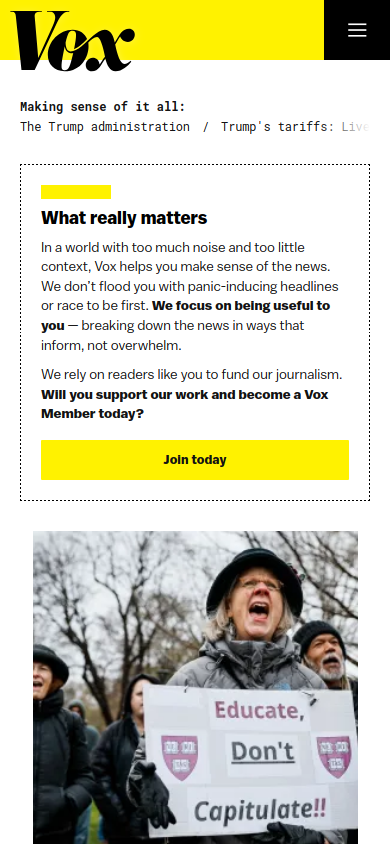 Vox
Making sense of it all:
The Trump administration / Trump's tariffs: Live
What really matters
In a world with too much noise and too little
context, Vox helps you make sense of the news.
We don't flood you with panic-inducing headlines
or race to be first. We focus on being useful to
you — breaking down the news in ways that
inform, not overwhelm.
We rely on readers like you to fund our journalism.
Will you support our work and become a Vox
Member today?
Join today
Educate,
Don't
Capitulate!!